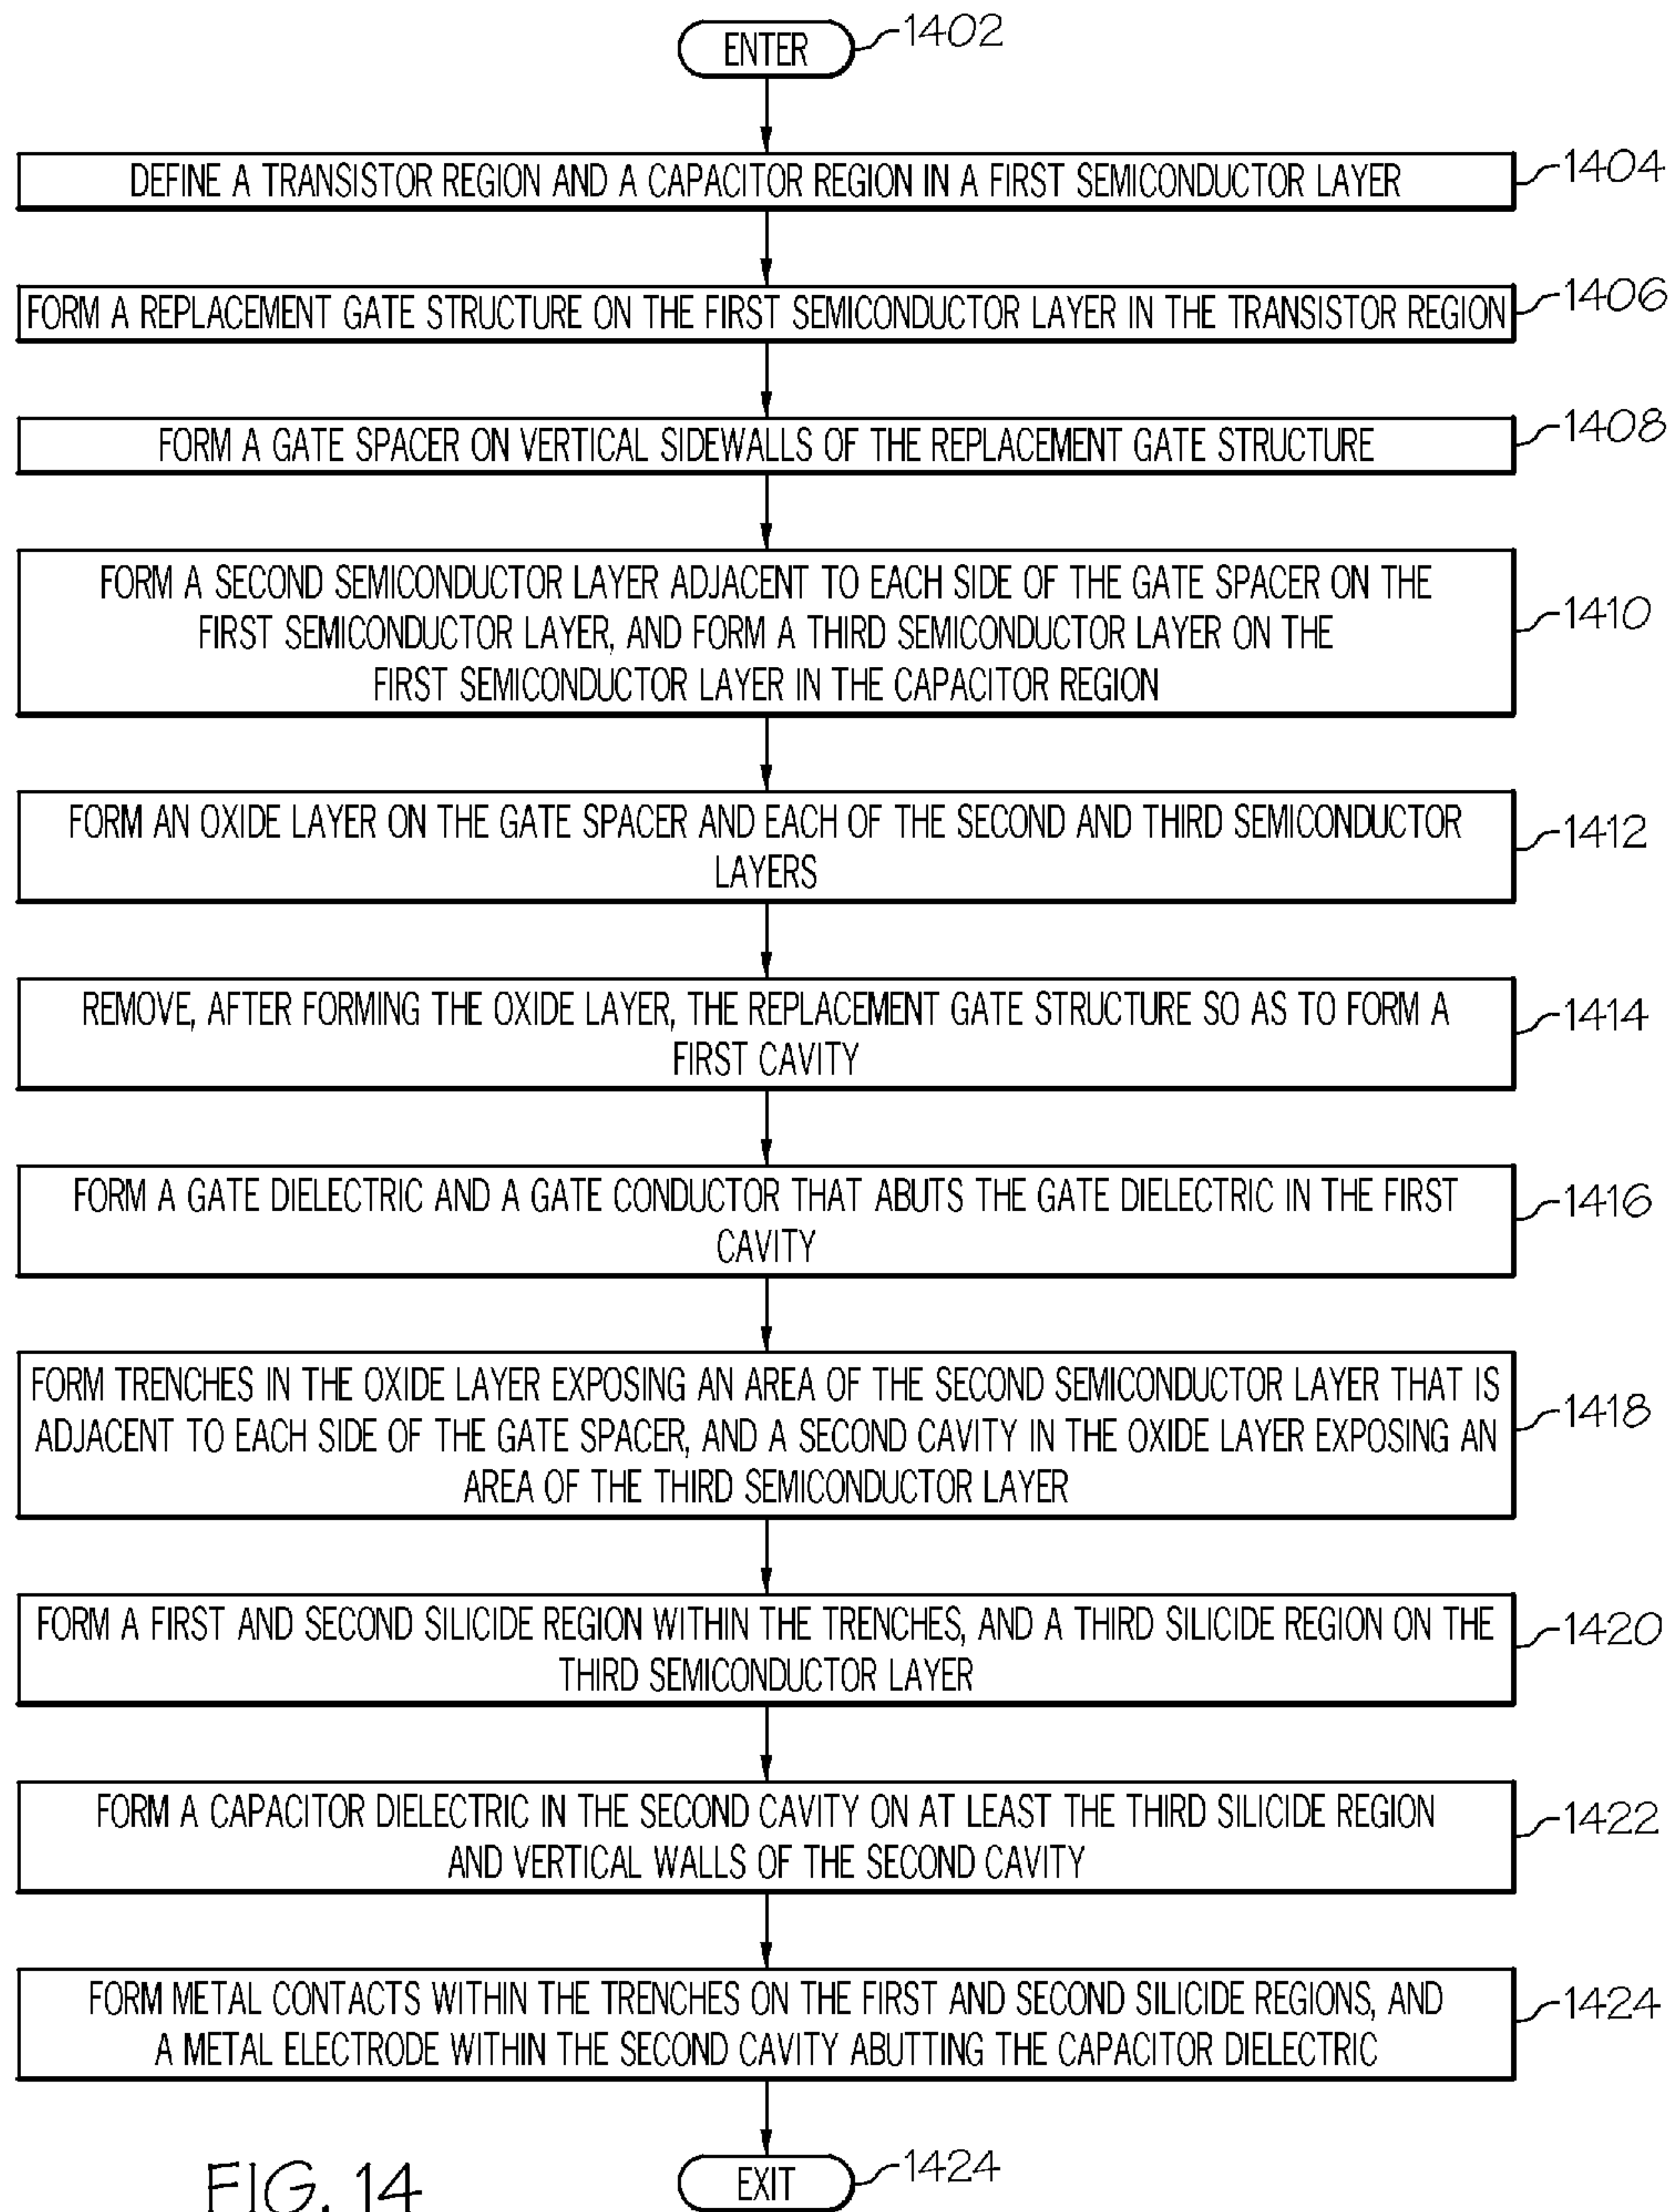 ENTER 1402
DEFINE A TRANSISTOR REGION AND A CAPACITOR REGION IN A FIRST SEMICONDUCTOR LAYER 1404
FORM A REPLACEMENT GATE STRUCTURE ON THE FIRST SEMICONDUCTOR LAYER IN THE TRANSISTOR REGION 1406
FORM A GATE SPACER ON VERTICAL SIDEWALLS OF THE REPLACEMENT GATE STRUCTURE 1408
FORM A SECOND SEMICONDUCTOR LAYER ADJACENT TO EACH SIDE OF THE GATE SPACER ON THE
FIRST SEMICONDUCTOR LAYER, AND FORM A THIRD SEMICONDUCTOR LAYER ON THE 1410
FIRST SEMICONDUCTOR LAYER IN THE CAPACITOR REGION
FORM AN OXIDE LAYER ON THE GATE SPACER AND EACH OF THE SECOND AND THIRD SEMICONDUCTOR 1412
LAYERS
REMOVE, AFTER FORMING THE OXIDE LAYER, THE REPLACEMENT GATE STRUCTURE SO AS TO FORM A 1414
FIRST CAVITY
FORM A GATE DIELECTRIC AND A GATE CONDUCTOR THAT ABUTS THE GATE DIELECTRIC IN THE FIRST 1416
CAVITY
FORM TRENCHES IN THE OXIDE LAYER EXPOSING AN AREA OF THE SECOND SEMICONDUCTOR LAYER THAT IS
ADJACENT TO EACH SIDE OF THE GATE SPACER, AND A SECOND CAVITY IN THE OXIDE LAYER EXPOSING AN 1418
AREA OF THE THIRD SEMICONDUCTOR LAYER
FORM A FIRST AND SECOND SILICIDE REGION WITHIN THE TRENCHES, AND A THIRD SILICIDE REGION ON THE 1420
THIRD SEMICONDUCTOR LAYER
FORM A CAPACITOR DIELECTRIC IN THE SECOND CAVITY ON AT LEAST THE THIRD SILICIDE REGION 1422
AND VERTICAL WALLS OF THE SECOND CAVITY
FORM METAL CONTACTS WITHIN THE TRENCHES ON THE FIRST AND SECOND SILICIDE REGIONS, AND 1424
A METAL ELECTRODE WITHIN THE SECOND CAVITY ABUTTING THE CAPACITOR DIELECTRIC
EXIT 1424
FIG. 14